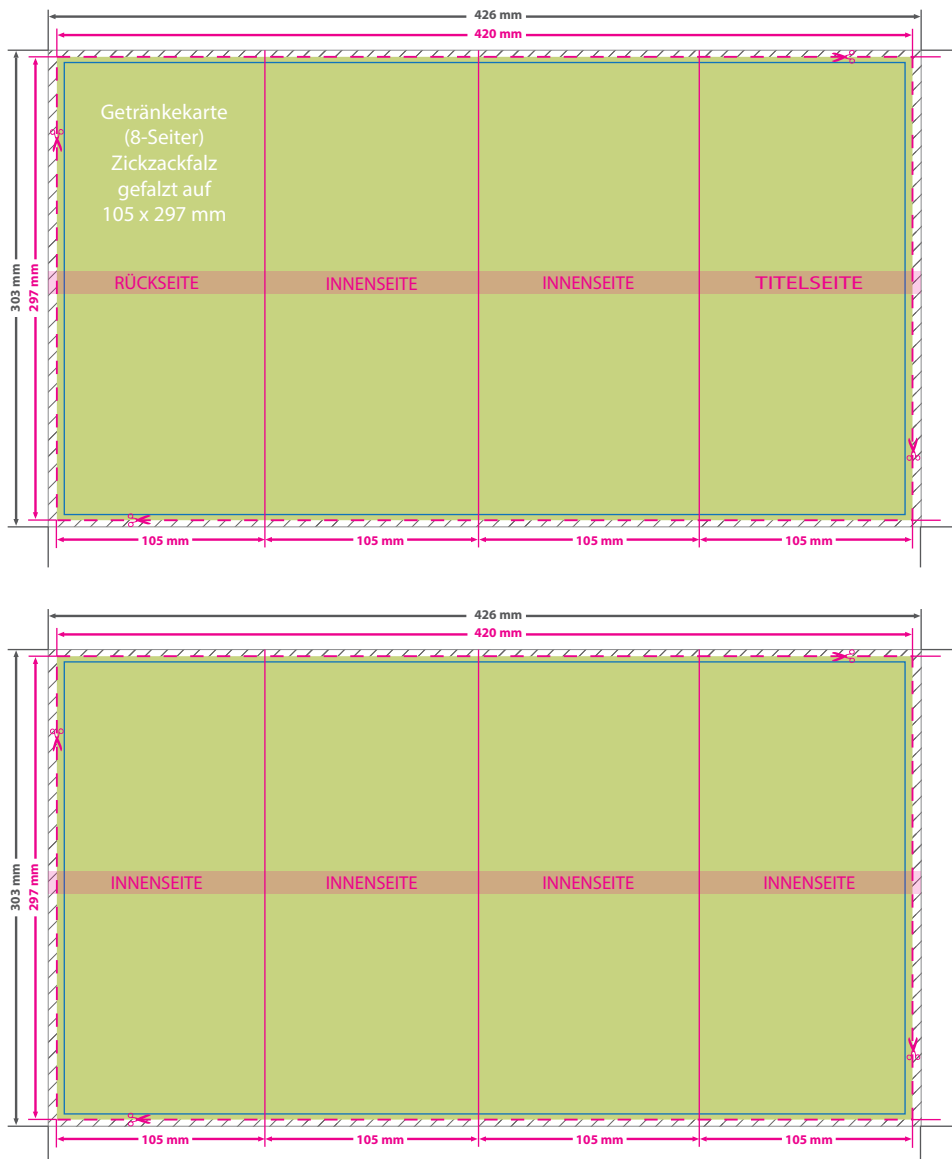 426 mm
420 mm
Getränkekarte
(8-Seiter)
Zickzackfalz
gefalzt auf
105 x 297 mm
303 mm
297 mm
RÜCKSEITE
INNENSEITE
INNENSEITE
TITELSEITE
105 mm
105 mm
105 mm
105 mm
426 mm
420 mm
303 mm
297 mm
INNENSEITE
INNENSEITE
INNENSEITE
INNENSEITE
105 mm
105 mm
105 mm
105 mm